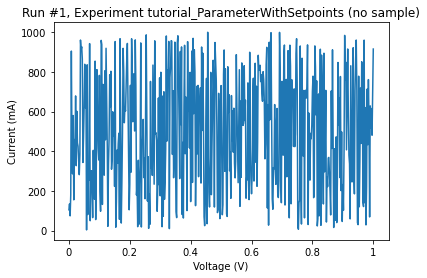 Run #1, Experiment tutorial_ParameterWithSetpoints (no sample)
1000
800
600
400
200
0
Current (mA)
0 0.2 0.4 0.6 0.8 1
Voltage (V)